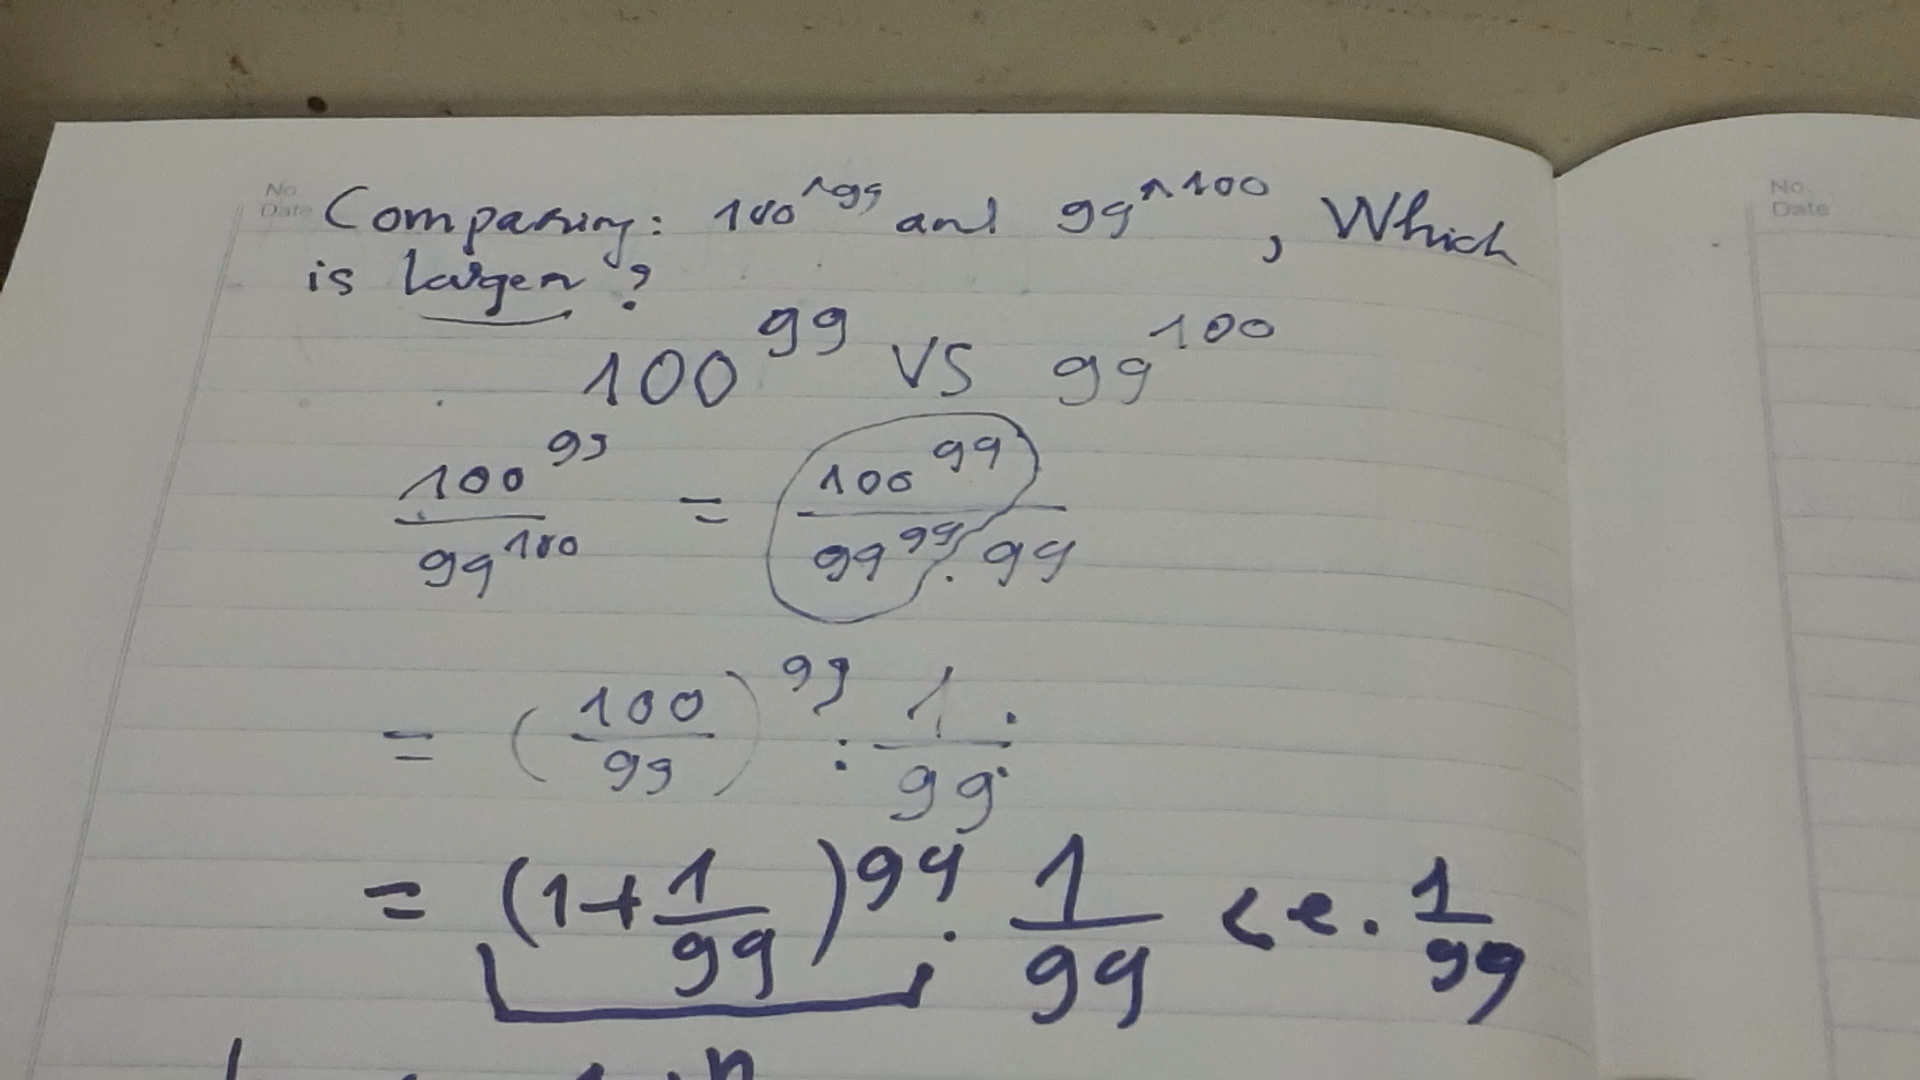 No.
Date
Comparing: 100^99 and 99^100, Which
is larger?
100^99 VS 99^100
100^99 / 99^100 = 100^99 / 99^99 . 99
= (100/99)^99 : 1/99
= (1+1/99)^99 . 1/99 < e. 1/99
n
No.
Date